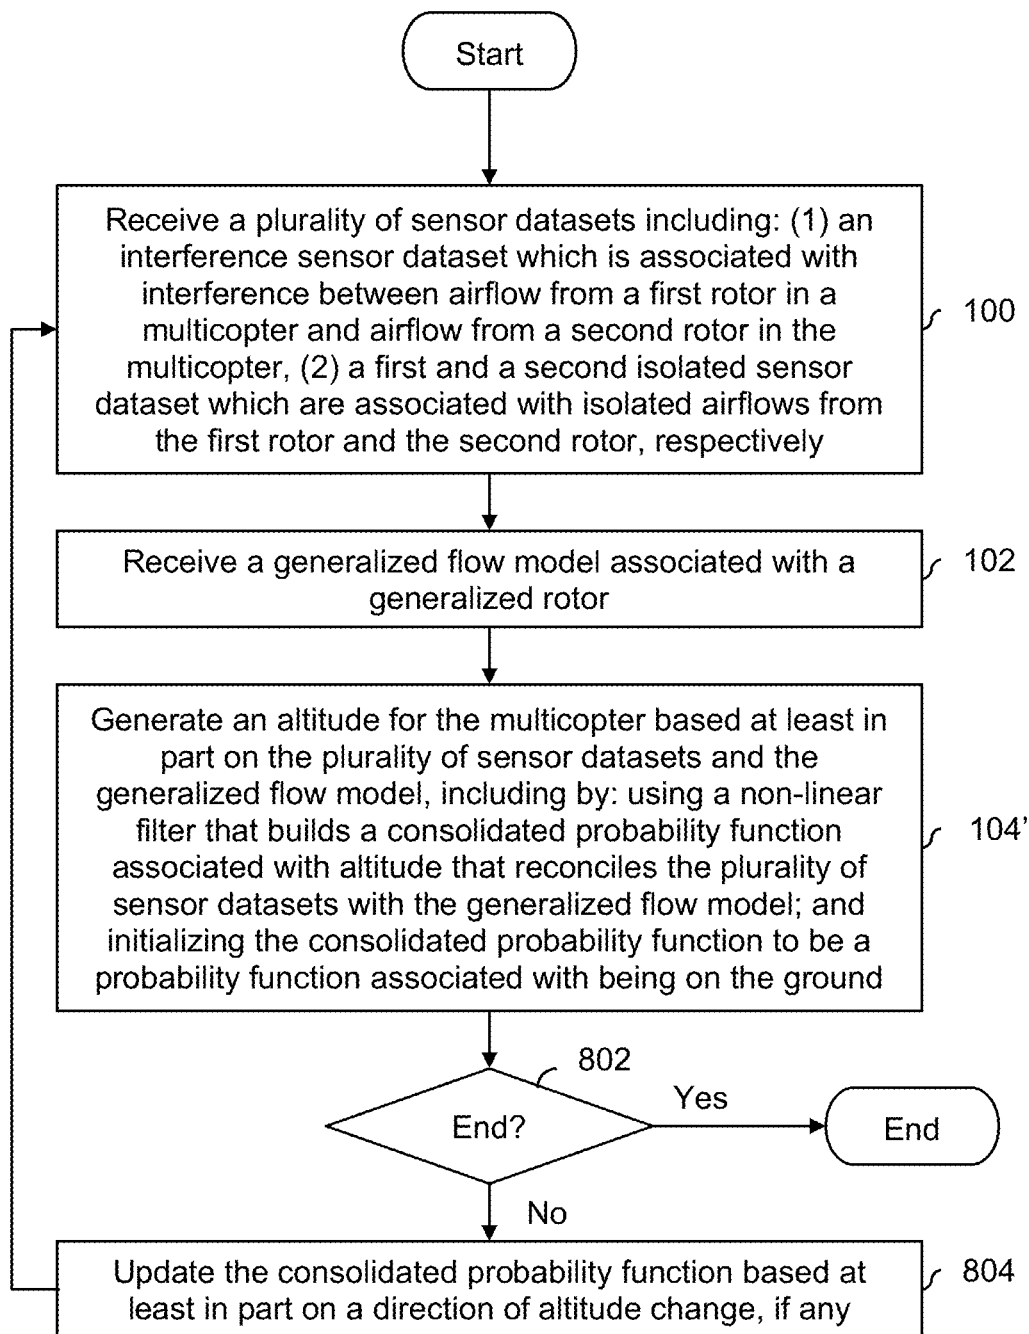 Start
Receive a plurality of sensor datasets including: (1) an
interference sensor dataset which is associated with
interference between airflow from a first rotor in a
multicopter and airflow from a second rotor in the
multicopter, (2) a first and a second isolated sensor
dataset which are associated with isolated airflows from
the first rotor and the second rotor, respectively
100
Receive a generalized flow model associated with a
generalized rotor
102
Generate an altitude for the multicopter based at least in
part on the plurality of sensor datasets and the
generalized flow model, including by: using a non-linear
filter that builds a consolidated probability function
associated with altitude that reconciles the plurality of
sensor datasets with the generalized flow model; and
initializing the consolidated probability function to be a
probability function associated with being on the ground
104’
802
End?
Yes
End
No
Update the consolidated probability function based at
least in part on a direction of altitude change, if any
804